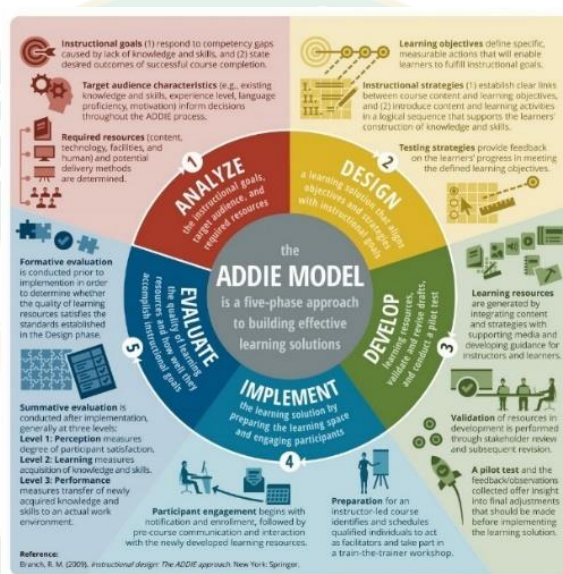 Instructional goals (1) respond to competency gaps
caused by lack of knowledge and skills, and (2) state
desired outcomes of successful course completion.
Target audience characteristics (e.g., existing
knowledge and skills, experience level, language
proficiency, motivation) inform decisions
throughout the ADDIE process.
Required resources (content,
technology, facilities, and
human) and potential
delivery methods
are determined.
Learning objectives define specific,
measurable actions that will enable
learners to fulfill instructional goals.
Instructional strategies (1) establish clear links
between course content and learning objectives,
and (2) introduce content and learning activities
in a logical sequence that supports the learners'
construction of knowledge and skills.
Testing strategies provide feedback
on the learners' progress in meeting
the defined learning objectives.
1
ANALYZE
the instructional goals,
target audience, and
required resources
2
DESIGN
a learning solution that aligns
objectives and strategies
with instructional goals
the
ADDIE MODEL
is a five-phase approach
to building effective
learning solutions
3
DEVELOP
learning resources,
validate and revise drafts,
and conduct a pilot test
Learning resources
are generated by
integrating content
and strategies with
supporting media and
developing guidance for
instructors and learners.
Validation of resources in
development is performed
through stakeholder review
and subsequent revision.
A pilot test and the
feedback/observations
collected offer insight
into final adjustments
that should be made
before implementing
the learning solution.
4
IMPLEMENT
the learning solution by
preparing the learning space
and engaging participants
Participant engagement begins with
notification and enrollment, followed by
pre-course communication and interaction
with the newly developed learning resources.
Preparation for an
instructor-led course
identifies and schedules
qualified individuals to act
as facilitators and take part in
a train-the-trainer workshop.
5
EVALUATE
the quality of learning
resources and how well they
accomplish instructional goals
Formative evaluation
is conducted prior to
implementation in order
to determine whether
the quality of learning
resources satisfies the
standards established
in the Design phase.
Summative evaluation is
conducted after implementation,
generally at three levels:
Level 1: Perception measures
degree of participant satisfaction.
Level 2: Learning measures
acquisition of knowledge and skills.
Level 3: Performance
measures transfer of newly
acquired knowledge and
skills to an actual work
environment.
Reference:
Branch, R. M. (2009). Instructional design: The ADDIE approach. New York: Springer.